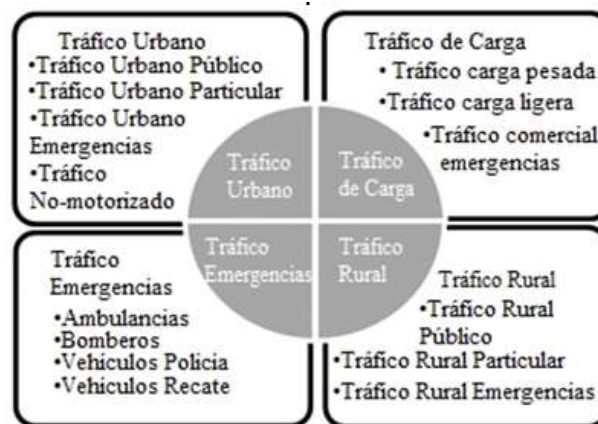 Tráfico Urbano
•Tráfico Urbano Público
•Tráfico Urbano Particular
•Tráfico Urbano
Emergencias
•Tráfico
No-motorizado
Tráfico de Carga
• Tráfico carga pesada
•Tráfico carga ligera
•Tráfico comercial
emergencias
Tráfico
Urbano
Tráfico
de Carga
Tráfico
Emergencias
Tráfico
Rural
Tráfico
Emergencias
•Ambulancias
•Bomberos
•Vehículos Policía
•Vehículos Recate
Tráfico Rural
•Tráfico Rural
Público
•Tráfico Rural Particular
•Tráfico Rural Emergencias